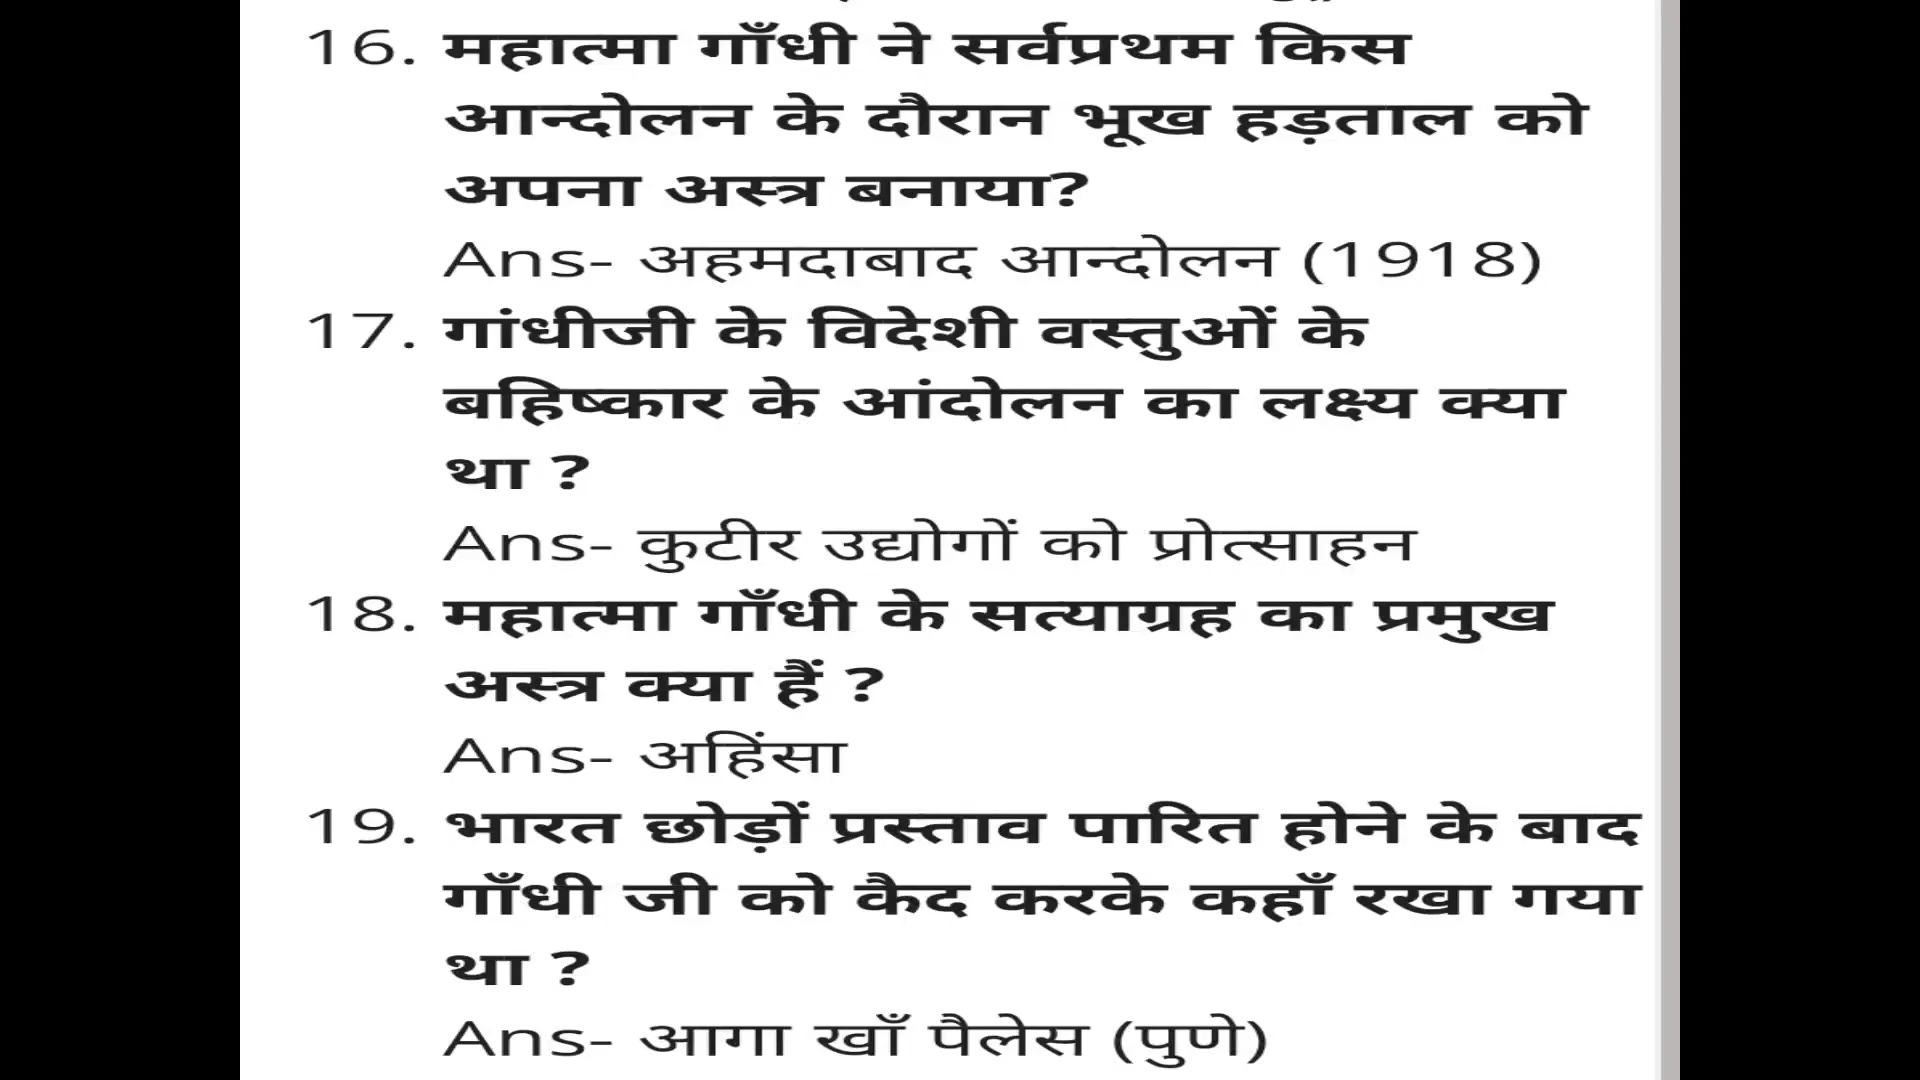 16. महात्मा गाँधी ने सर्वप्रथम किस
आन्दोलन के दौरान भूख हड़ताल को
अपना अस्त्र बनाया?
Ans- अहमदाबाद आन्दोलन (1918)
17. गांधीजी के विदेशी वस्तुओं के
बहिष्कार के आंदोलन का लक्ष्य क्या
था ?
Ans- कुटीर उद्योगों को प्रोत्साहन
18. महात्मा गाँधी के सत्याग्रह का प्रमुख
अस्त्र क्या हैं ?
Ans- अहिंसा
19. भारत छोड़ों प्रस्ताव पारित होने के बाद
गाँधी जी को कैद करके कहाँ रखा गया
था ?
Ans- आगा खाँ पैलेस (पुणे)